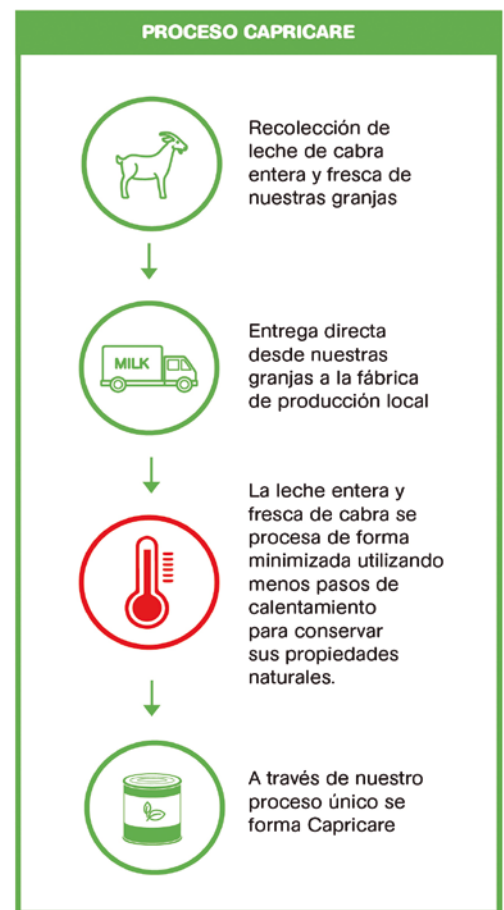 PROCESO CAPRICARE
Recolección de
leche de cabra
entera y fresca de
nuestras granjas
MILK
Entrega directa
desde nuestras
granjas a la fábrica
de producción local
La leche entera y
fresca de cabra se
procesa de forma
minimizada utilizando
menos pasos de
calentamiento
para conservar
sus propiedades
naturales.
A través de nuestro
proceso único se
forma Capricare